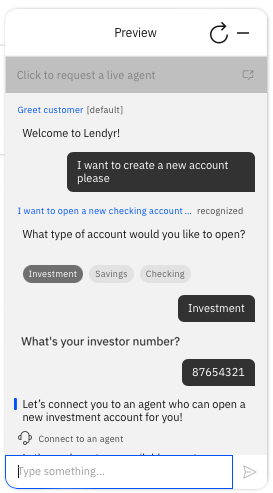 Preview
Click to request a live agent
Greet customer [default]
Welcome to Lendyr!
I want to create a new account
please
I want to open a new checking account ... recognized
What type of account would you like to open?
Investment Savings Checking
Investment
What's your investor number?
87654321
Let's connect you to an agent who can open a
new investment account for you!
Connect to an agent
Type something...